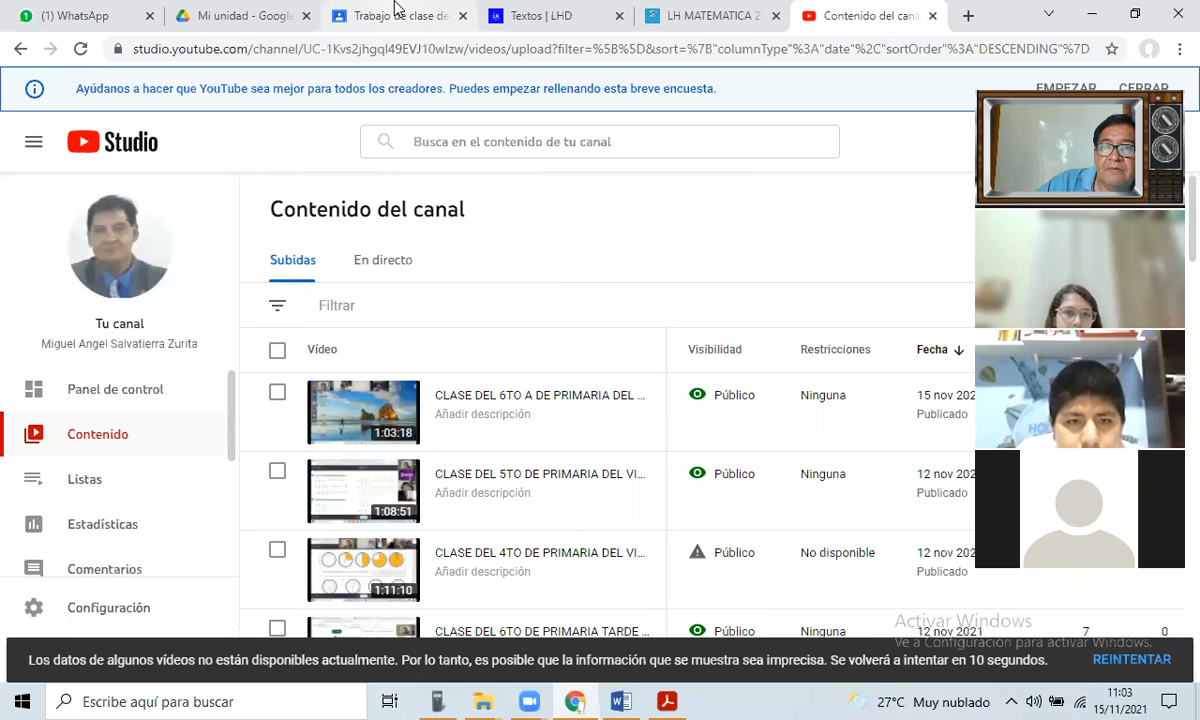 (1) WhatsApp
Mi unidad - Google
Trabajo de clase de
Textos | LHD
LH MATEMATICA Z
Contenido del cana
studio.youtube.com/channel/UC-1Kvs2jhgql49EVJ10wIzw/videos/upload?filter=%5B%5D&sort=%7B"columnType"%3A"date"%2C"sortOrder"%3A"DESCENDING"%7D
Ayúdanos a hacer que YouTube sea mejor para todos los creadores. Puedes empezar rellenando esta breve encuesta.
EMPEZAR
CERRAR
Studio
Busca en el contenido de tu canal
Contenido del canal
Subidas
En directo
Filtrar
Tu canal
Miguel Angel Salvatierra Zurita
Panel de control
Contenido
Listas
Estadísticas
Comentarios
Configuración
Vídeo
Visibilidad
Restricciones
Fecha
1:03:18
CLASE DEL 6TO A DE PRIMARIA DEL ...
Añadir descripción
Público
Ninguna
15 nov 202
Publicado
1:08:51
CLASE DEL 5TO DE PRIMARIA DEL VI...
Añadir descripción
Público
Ninguna
12 nov 202
Publicado
1:11:10
CLASE DEL 4TO DE PRIMARIA DEL VI...
Añadir descripción
Público
No disponible
12 nov 202
Publicado
CLASE DEL 6TO DE PRIMARIA TARDE ...
Público
Ninguna
12 nov 2021
7
0
Activar Windows
Ve a Configuración para activar Windows.
Los datos de algunos vídeos no están disponibles actualmente. Por lo tanto, es posible que la información que se muestra sea imprecisa. Se volverá a intentar en 10 segundos.
REINTENTAR
Escribe aquí para buscar
27°C Muy nublado
11:03
15/11/2021